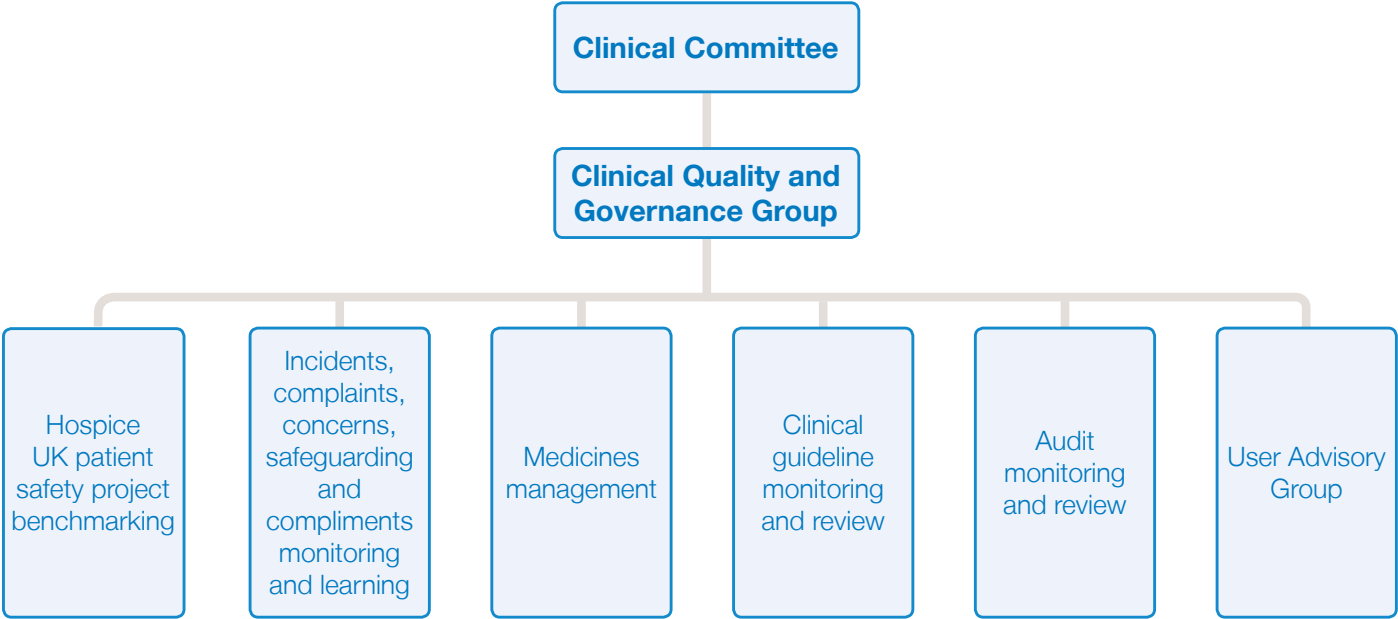 Clinical Committee
Clinical Quality and
Governance Group
Hospice
UK patient
safety project
benchmarking
Incidents,
complaints,
concerns,
safeguarding
and
compliments
monitoring
and learning
Medicines
management
Clinical
guideline
monitoring
and review
Audit
monitoring
and review
User Advisory
Group